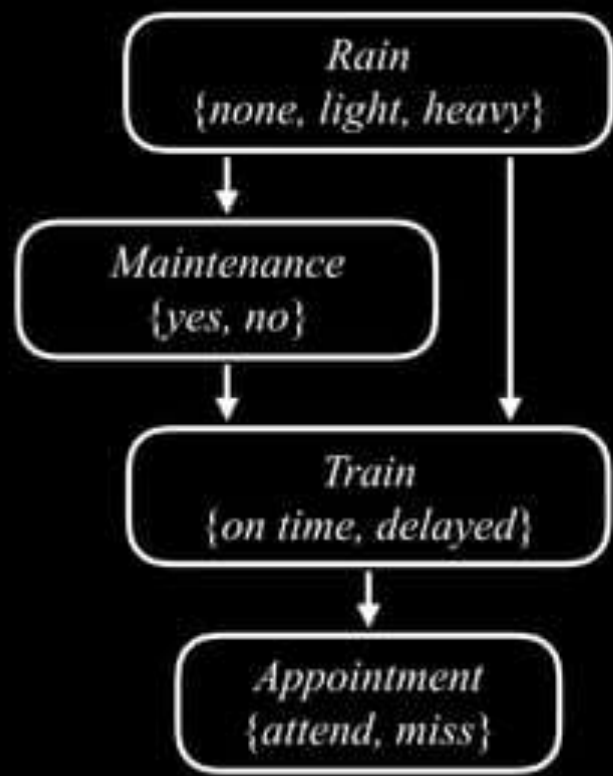 Rain
{none, light, heavy}
Maintenance
{yes, no}
Train
{on time, delayed}
Appointment
{attend, miss}